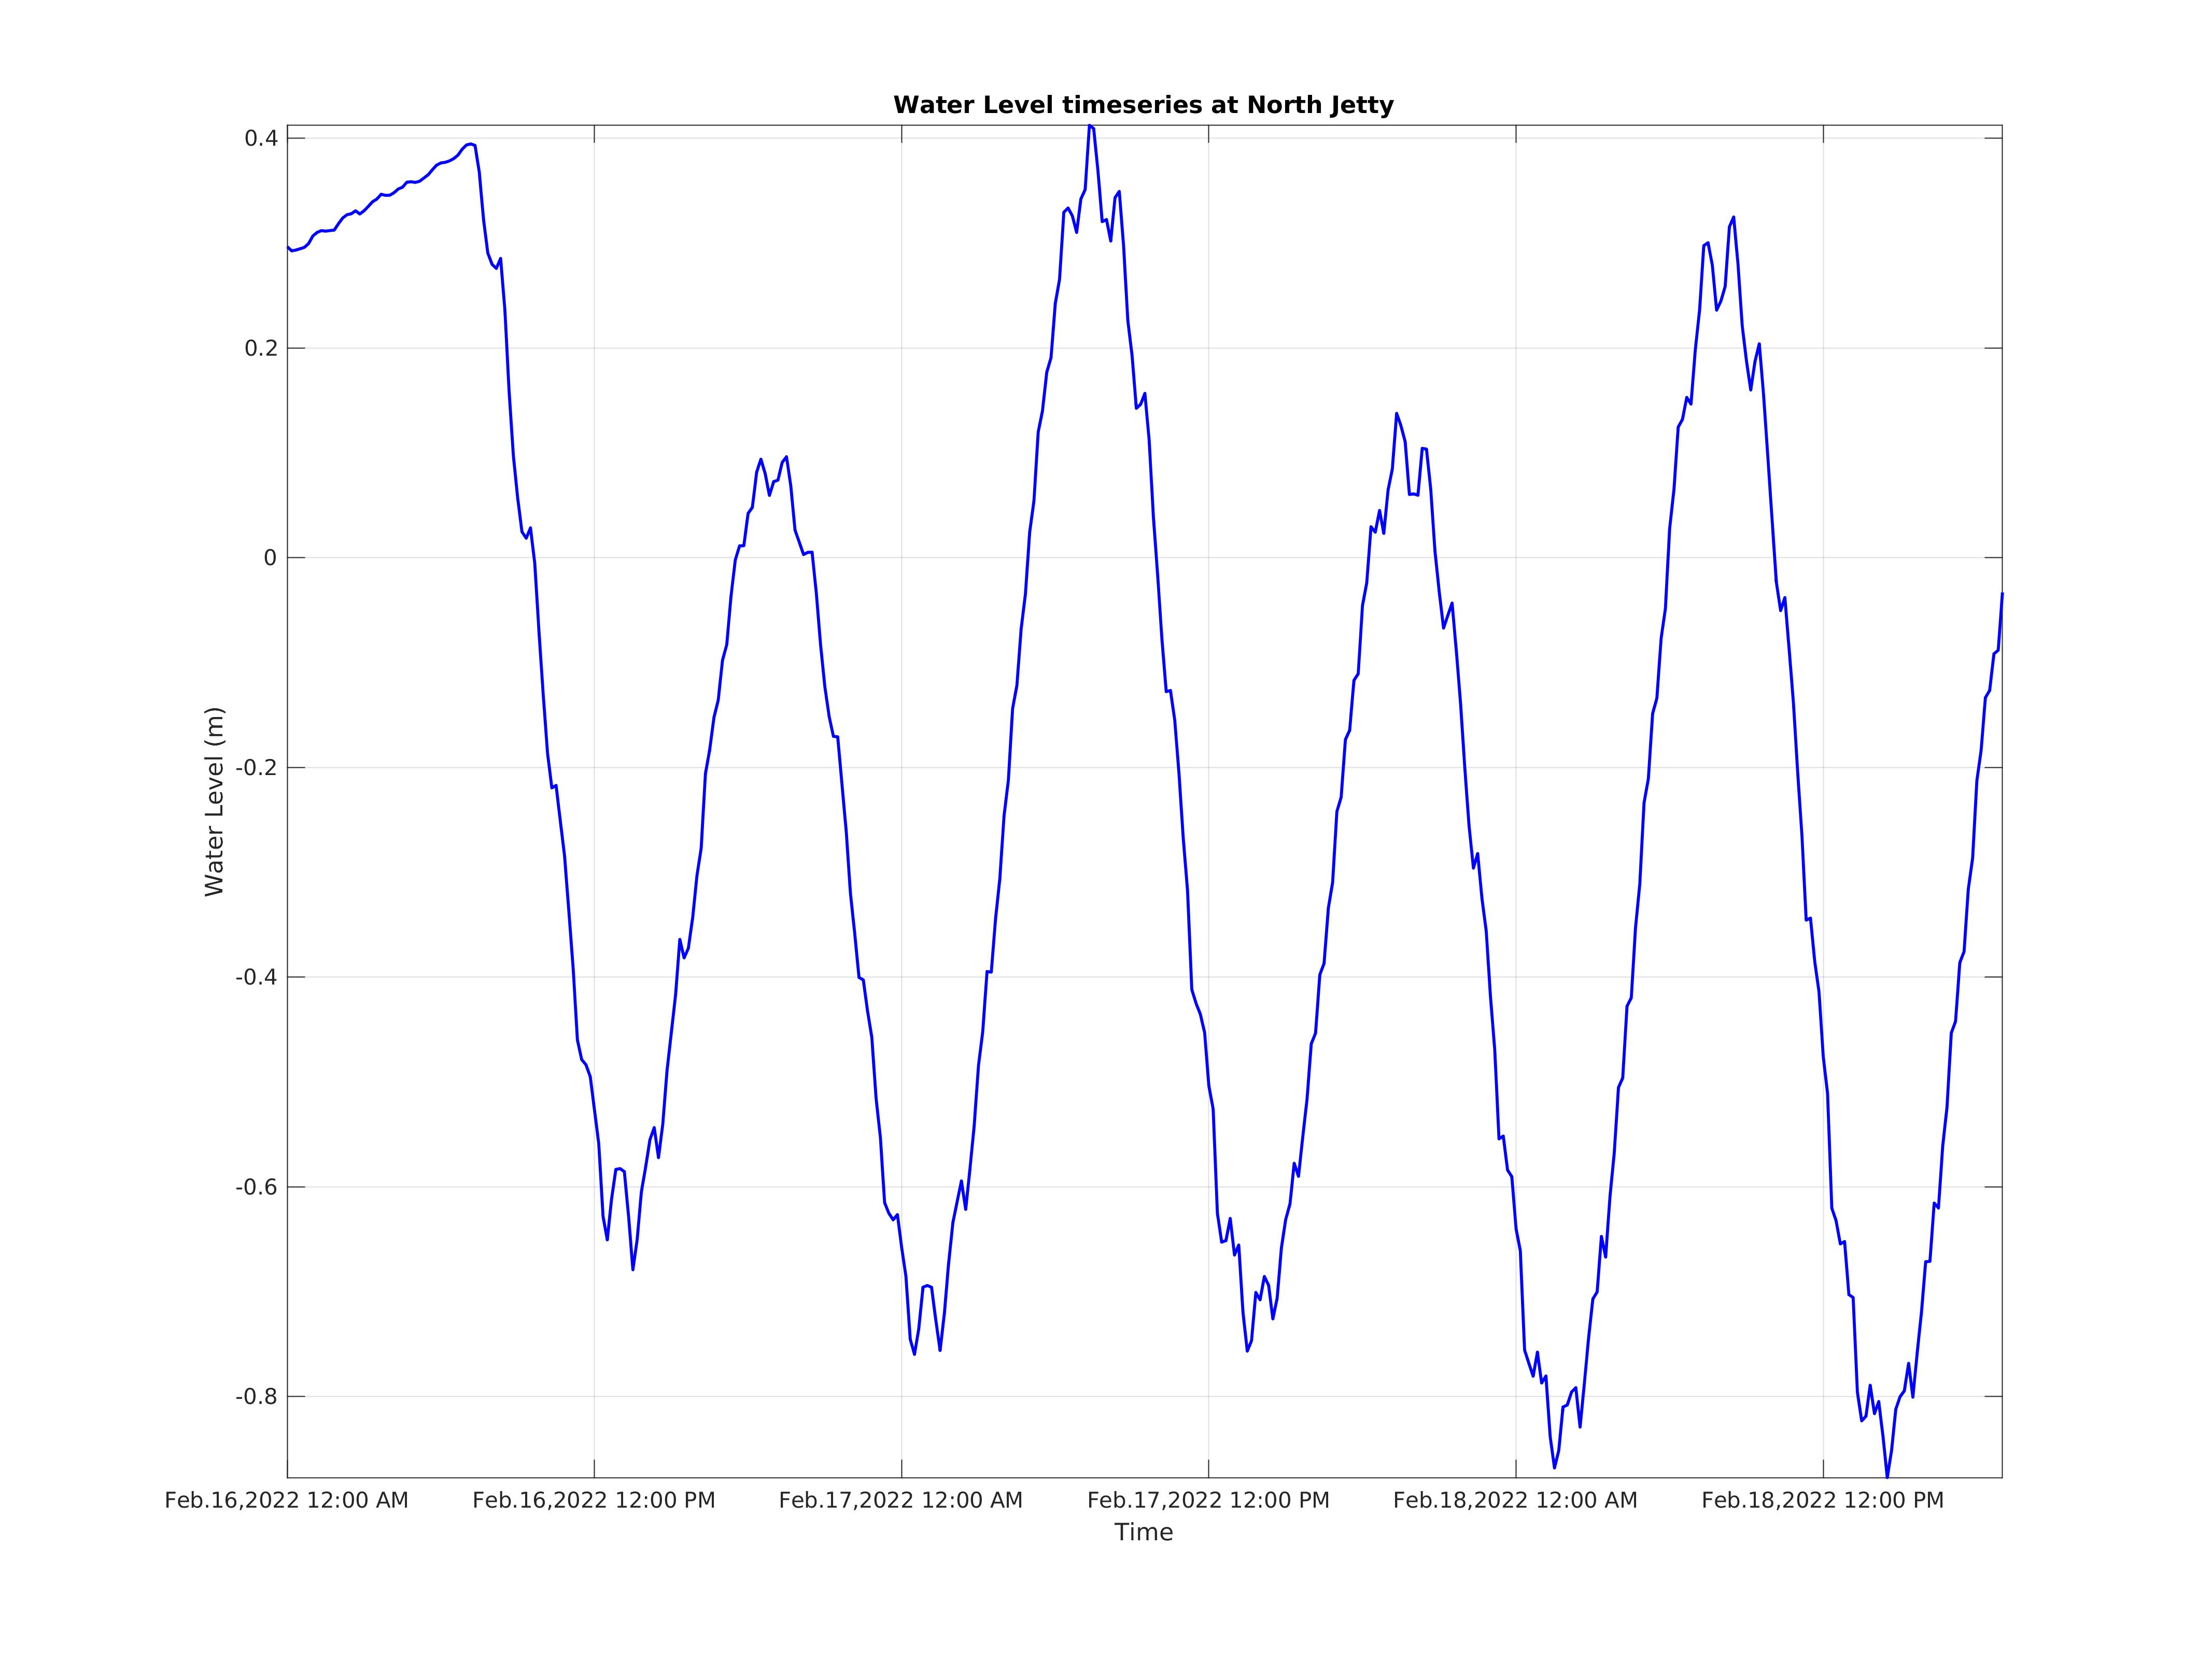 Water Level timeseries at North Jetty
0.4
0.2
0
-0.2
-0.4
-0.6
-0.8
Water Level (m)
Feb.16,2022 12:00 AM
Feb.16,2022 12:00 PM
Feb.17,2022 12:00 AM
Feb.17,2022 12:00 PM
Feb.18,2022 12:00 AM
Feb.18,2022 12:00 PM
Time